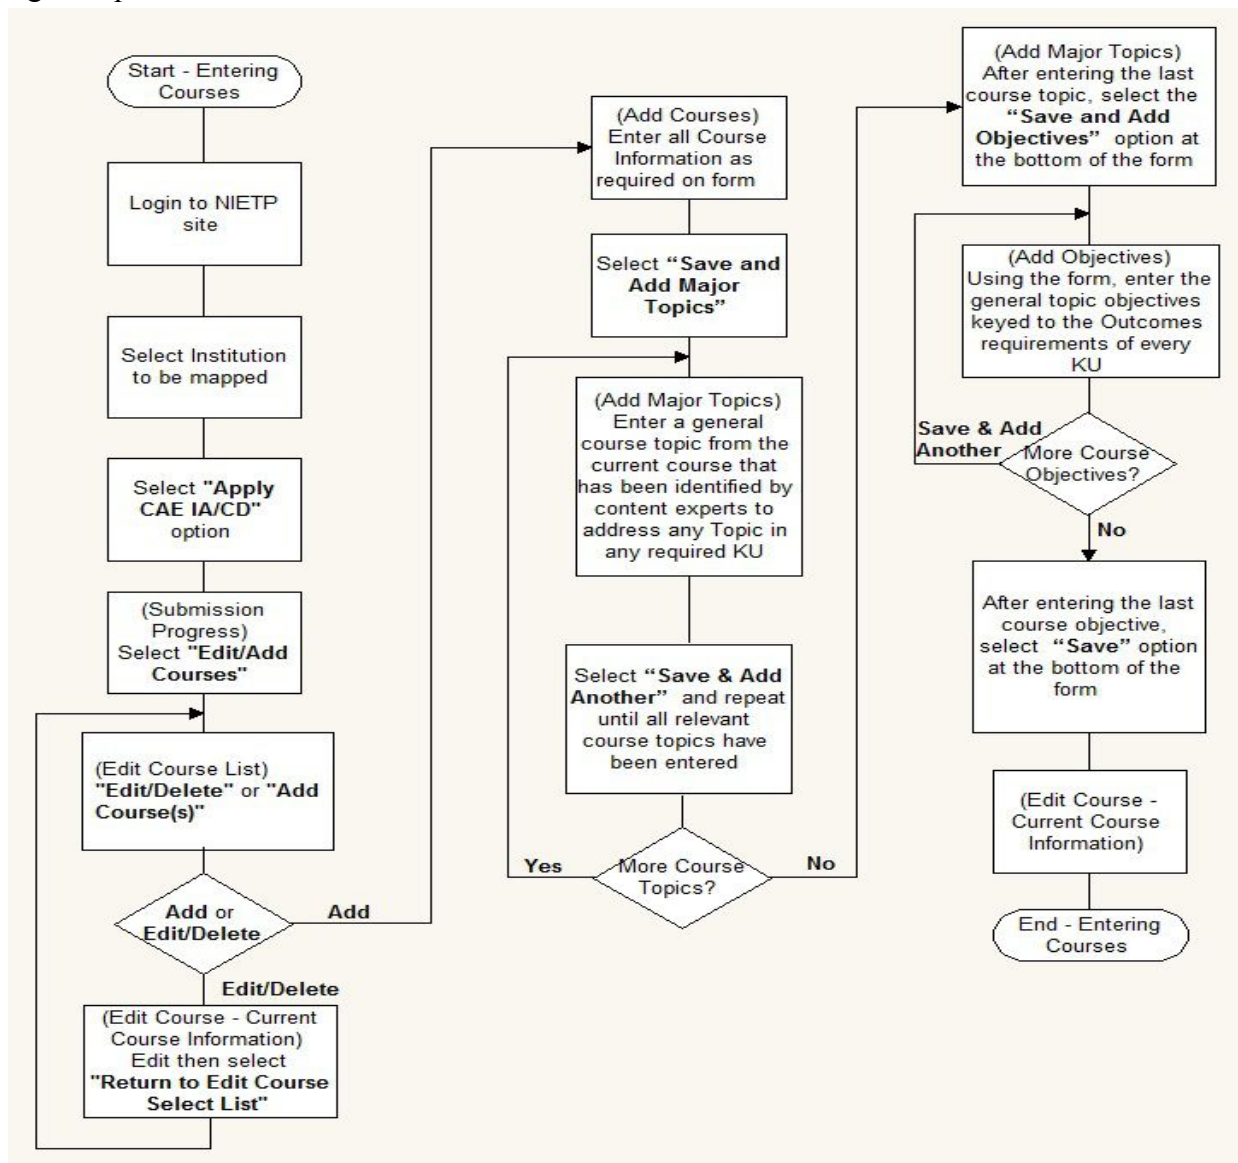 Start - Entering
Courses
Login to NIETP
site
Select Institution
to be mapped
Select "Apply
CAE IA/CD"
option
(Submission
Progress)
Select "Edit/Add
Courses"
(Edit Course List)
"Edit/Delete" or "Add
Course(s)"
Add or
Edit/Delete
Add
Edit/Delete
(Edit Course - Current
Course Information)
Edit then select
"Return to Edit Course
Select List"
(Add Courses)
Enter all Course
Information as
required on form
Select “Save and
Add Major
Topics”
(Add Major Topics)
Enter a general
course topic from the
current course that
has been identified by
content experts to
address any Topic in
any required KU
Select “Save & Add
Another” and repeat
until all relevant
course topics have
been entered
More Course
Topics?
Yes
No
(Add Major Topics)
After entering the last
course topic, select the
“Save and Add
Objectives” option at
the bottom of the form
(Add Objectives)
Using the form, enter the
general topic objectives
keyed to the Outcomes
requirements of every
KU
Save & Add
Another
More Course
Objectives?
No
After entering the last
course objective,
select “Save” option
at the bottom of the
form
(Edit Course -
Current Course
Information)
End - Entering
Courses